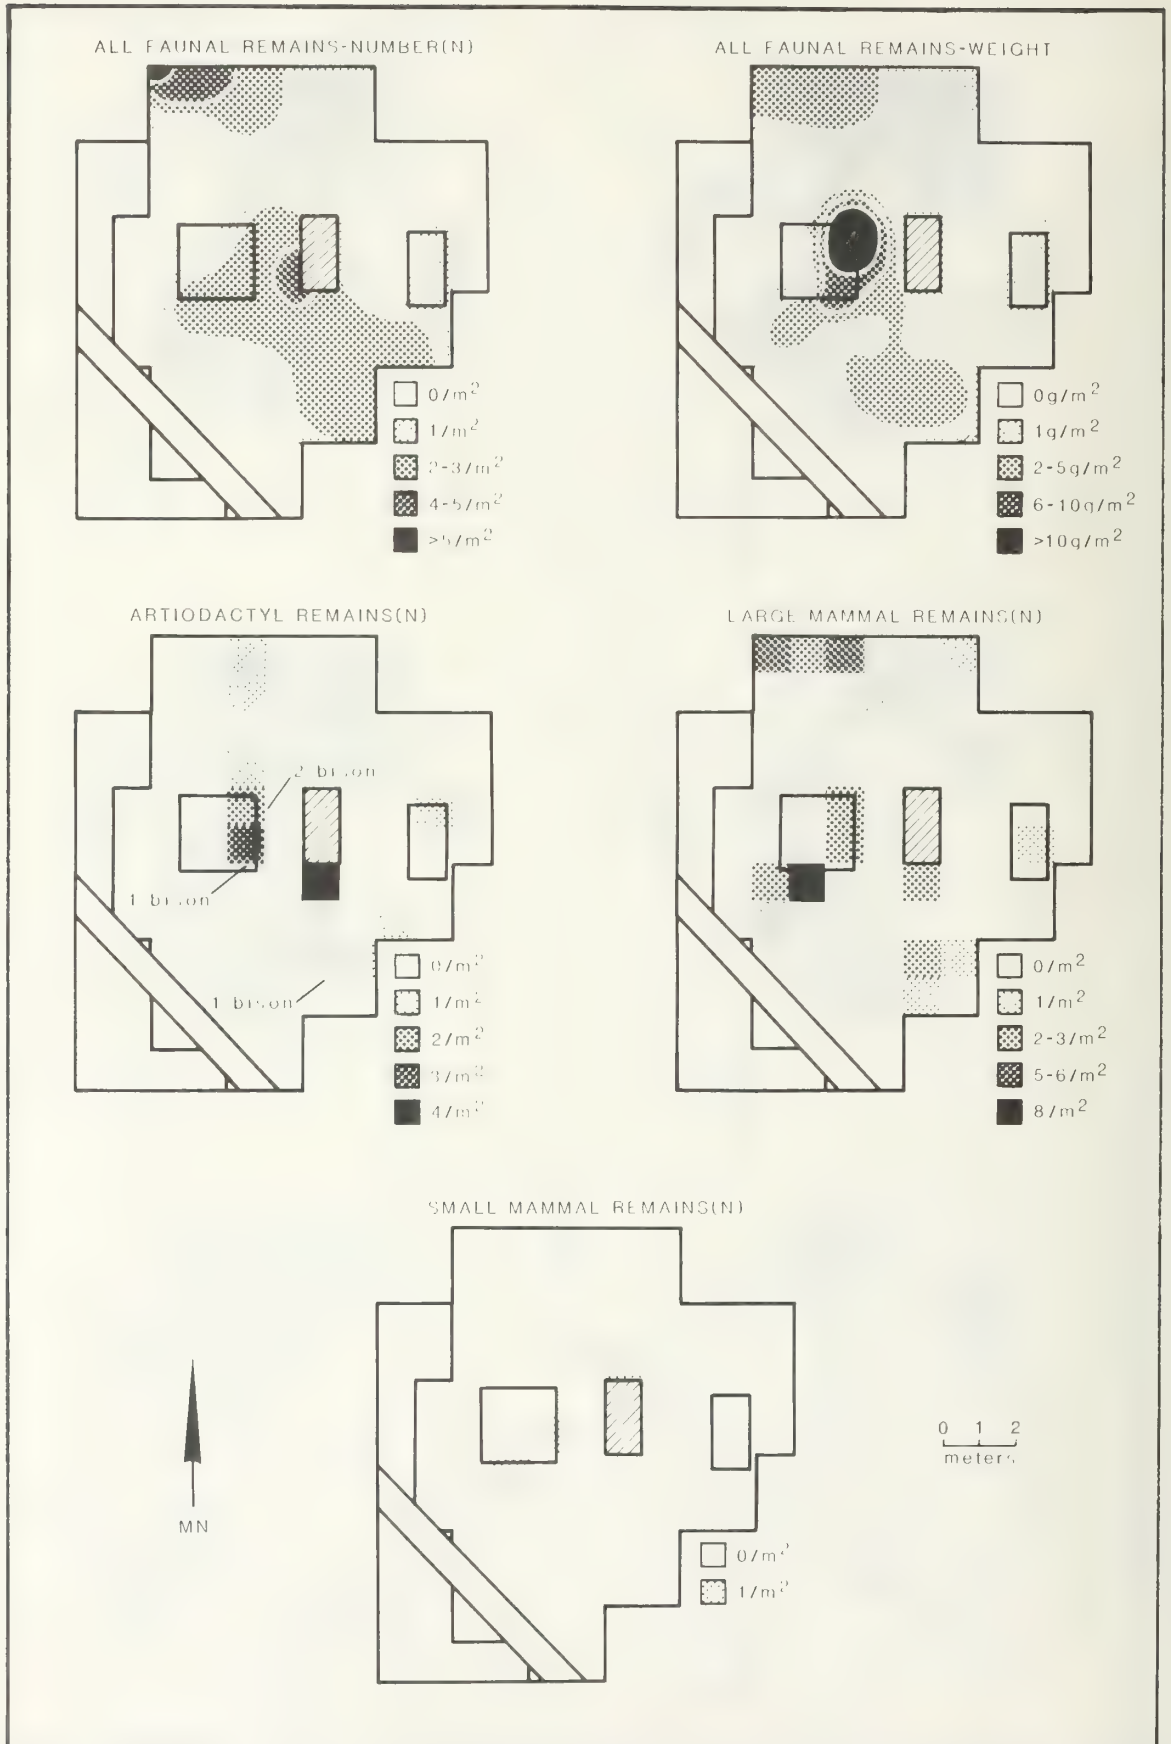 ALL FAUNAL REMAINS-NUMBER(N)
0/m²
1/m²
2-3/m²
4-5/m²
>5/m²
ALL FAUNAL REMAINS-WEIGHT
0g/m²
1g/m²
2-5g/m²
6-10g/m²
>10g/m²
ARTIODACTYL REMAINS(N)
2 bison
1 bison
1 bison
0/m²
1/m²
2/m²
3/m²
4/m²
LARGE MAMMAL REMAINS(N)
0/m²
1/m²
2-3/m²
5-6/m²
8/m²
SMALL MAMMAL REMAINS(N)
0/m²
1/m²
MN
0 1 2
meters